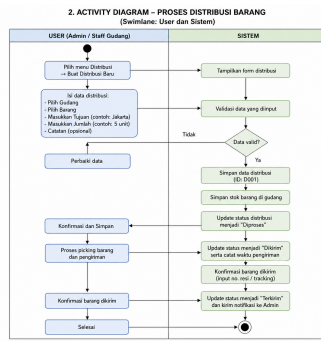 2. ACTIVITY DIAGRAM – PROSES DISTRIBUSI BARANG
(Swimlane: User dan Sistem)
USER (Admin / Staff Gudang)
SISTEM
Pilih menu Distribusi
→ Buat Distribusi Baru
Tampilkan form distribusi
Isi data distribusi:
- Pilih Gudang
- Pilih Barang
- Masukkan Tujuan (contoh: Jakarta)
- Masukkan Jumlah (contoh: 5 unit)
- Catatan (opsional)
Validasi data yang diinput
Tidak
Data valid?
Perbaiki data
Ya
Simpan data distribusi
(ID: D001)
Simpan stok barang di gudang
Konfirmasi dan Simpan
Update status distribusi
menjadi "Diproses"
Proses picking barang
dan pengiriman
Update status menjadi "Dikirim"
serta catat waktu pengiriman
Konfirmasi barang dikirim
(input no. resi / tracking)
Konfirmasi barang dikirim
Update status menjadi "Terkirim"
dan kirim notifikasi ke Admin
Selesai